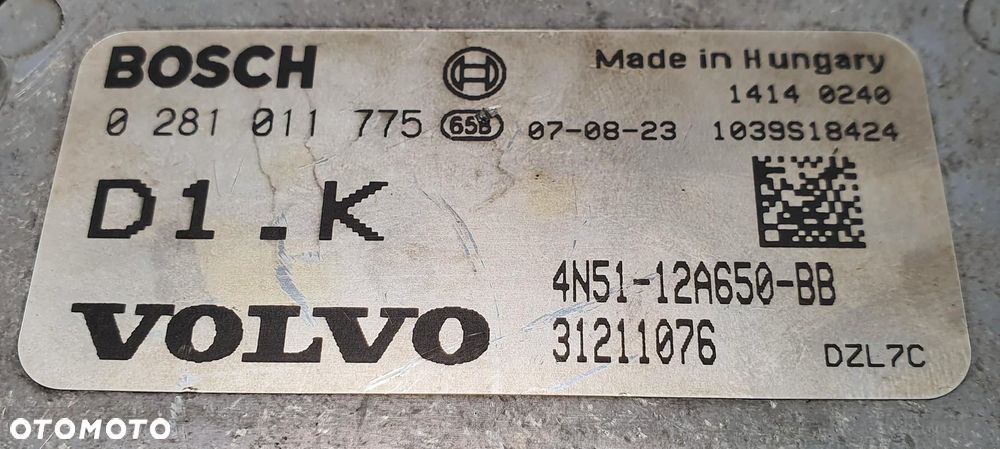 BOSCH Made in Hungary
1414 0240
0 281 011 775 65B 07-08-23 1039S18424
D1.K
4N51-12A650-BB
VOLVO 31211076 DZL7C
OTOMOTO